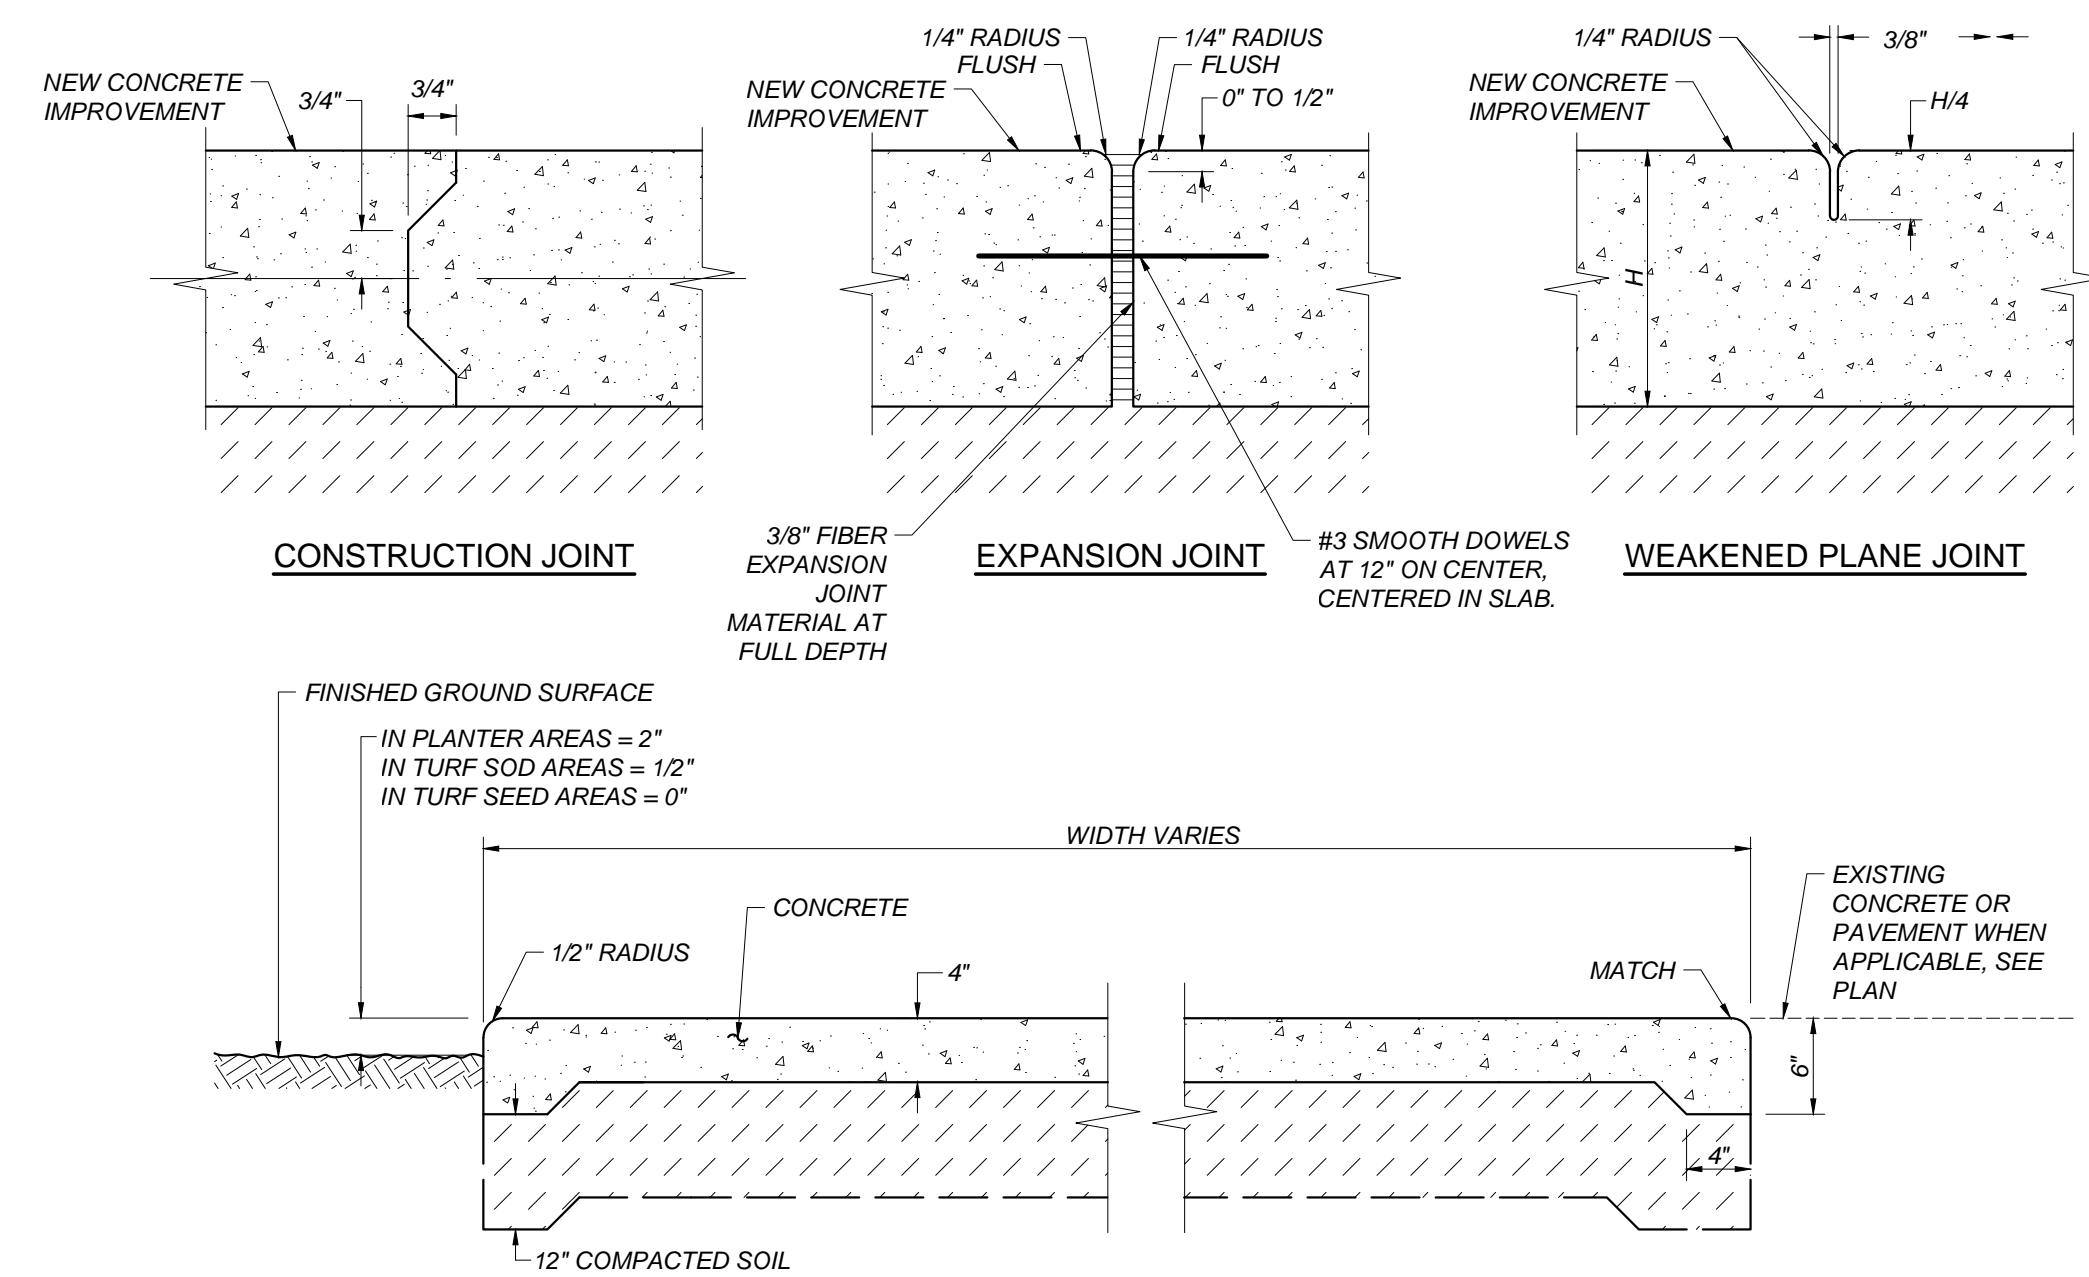 NEW CONCRETE
IMPROVEMENT
3/4"
3/4"
CONSTRUCTION JOINT
1/4" RADIUS
FLUSH
NEW CONCRETE
IMPROVEMENT
1/4" RADIUS
FLUSH
0" TO 1/2"
3/8" FIBER
EXPANSION
JOINT
MATERIAL AT
FULL DEPTH
EXPANSION JOINT
#3 SMOOTH DOWELS
AT 12" ON CENTER,
CENTERED IN SLAB.
1/4" RADIUS
3/8"
NEW CONCRETE
IMPROVEMENT
H/4
H
WEAKENED PLANE JOINT
FINISHED GROUND SURFACE
IN PLANTER AREAS = 2"
IN TURF SOD AREAS = 1/2"
IN TURF SEED AREAS = 0"
WIDTH VARIES
CONCRETE
1/2" RADIUS
4"
MATCH
EXISTING
CONCRETE OR
PAVEMENT WHEN
APPLICABLE, SEE
PLAN
6"
4"
12" COMPACTED SOIL